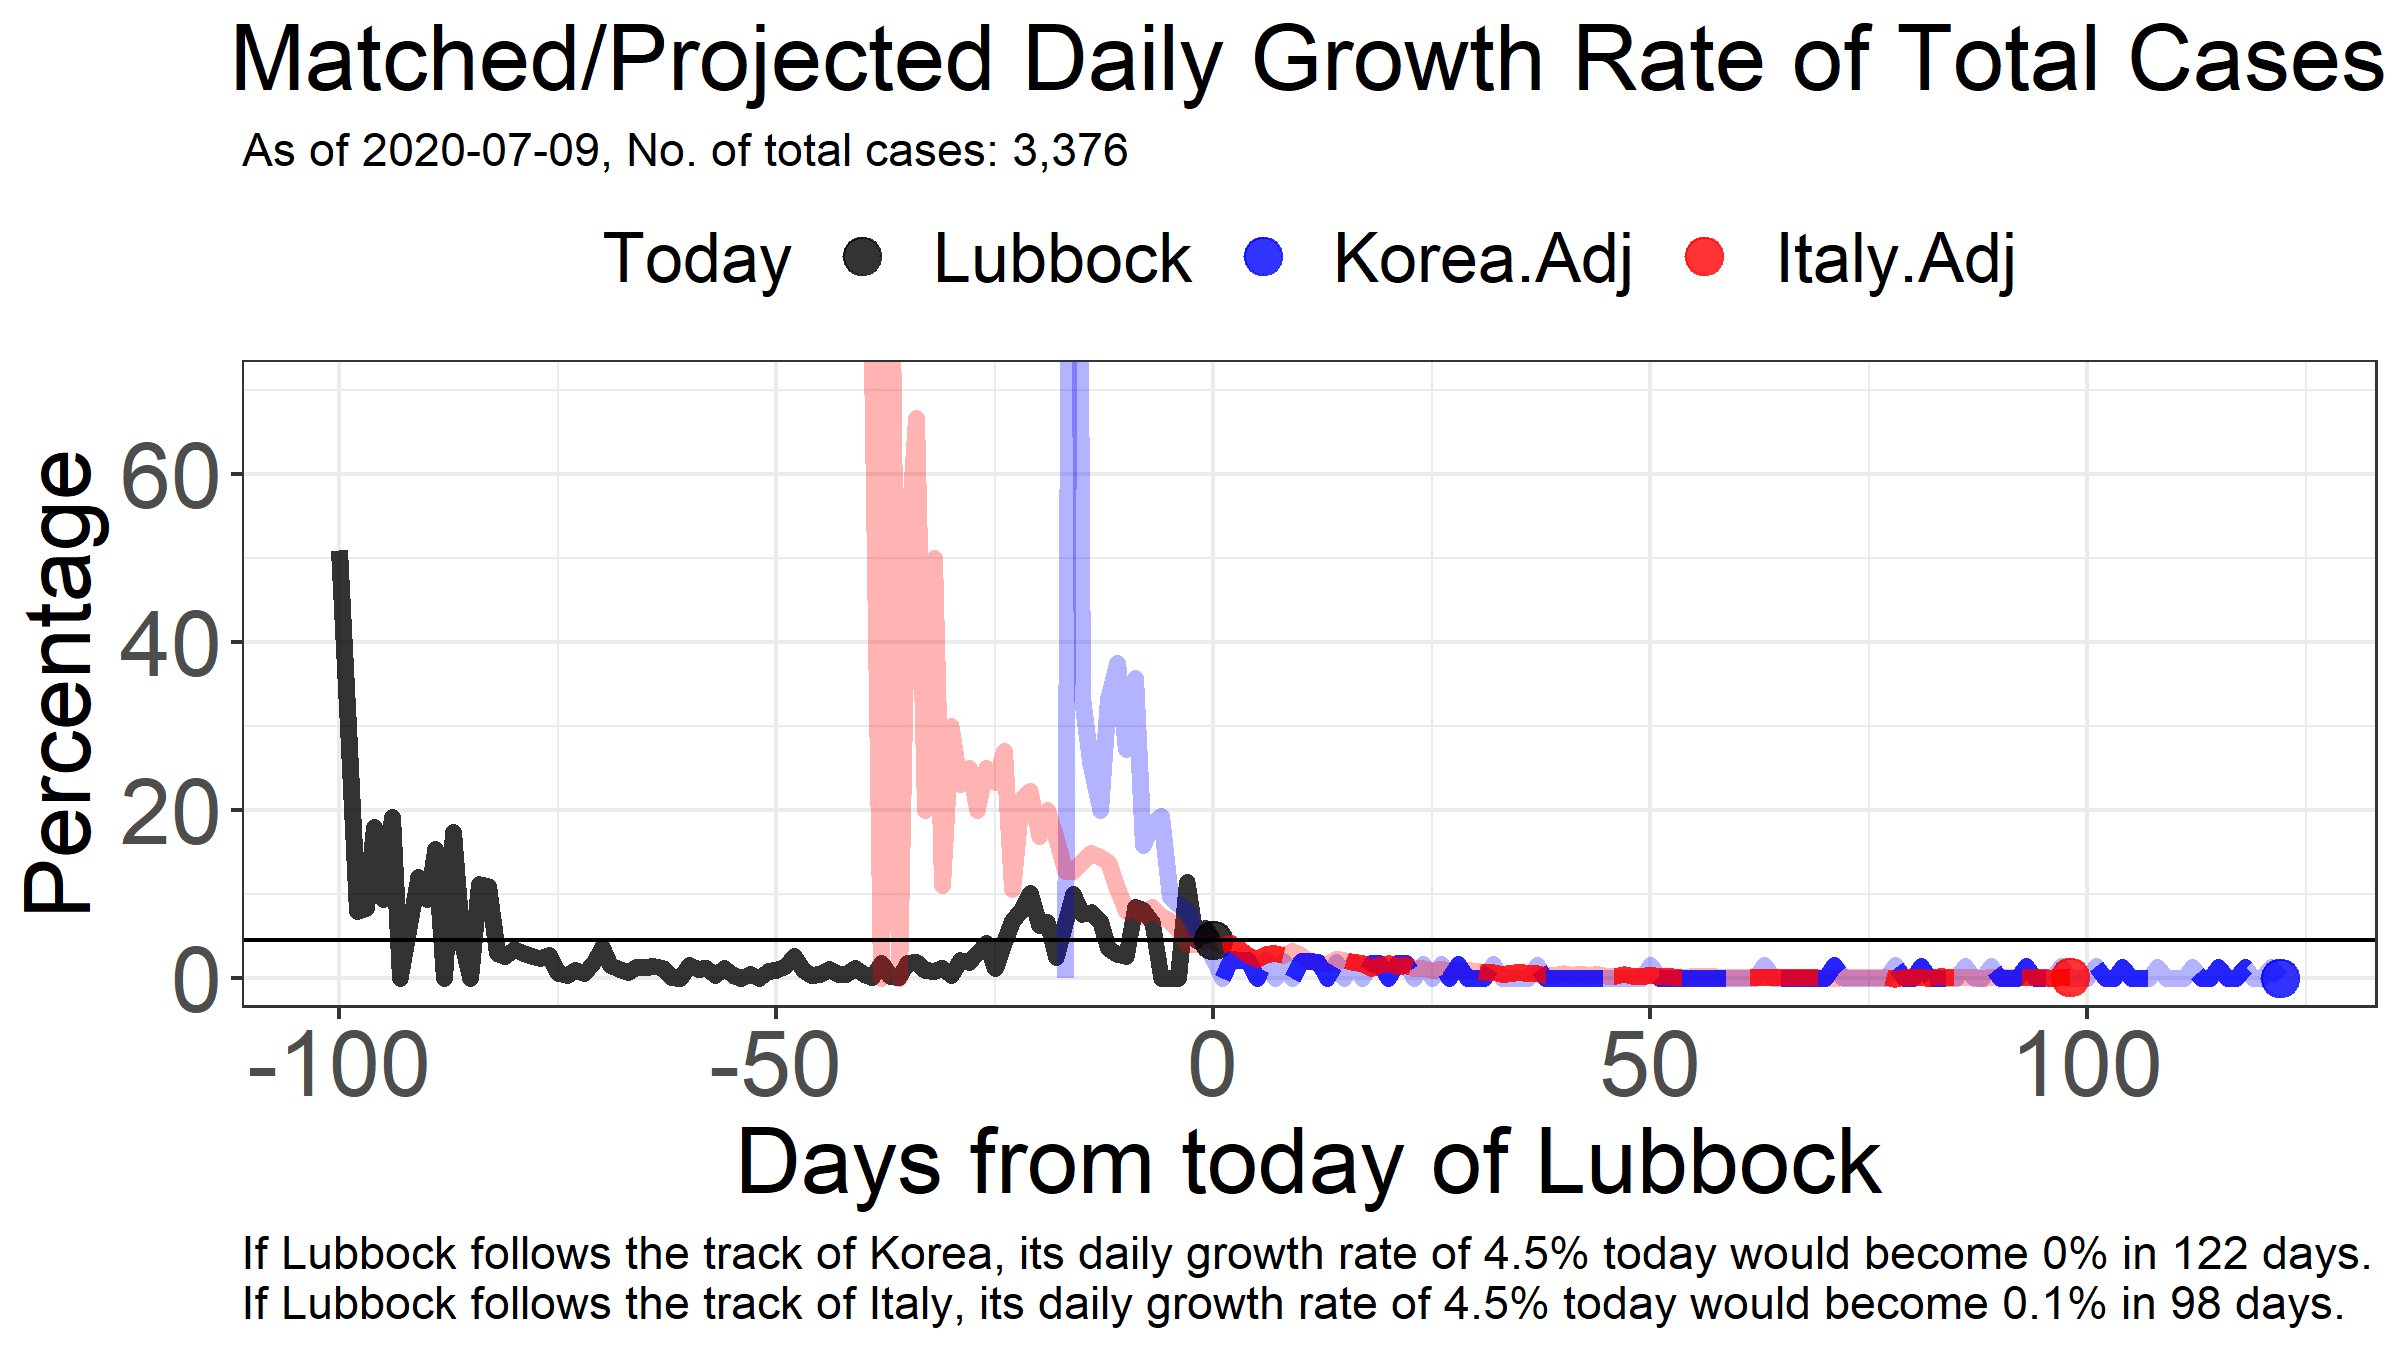 Matched/Projected Daily Growth Rate of Total Cases
As of 2020-07-09, No. of total cases: 3,376
Today Lubbock Korea.Adj Italy.Adj
Percentage
60
40
20
0
-100 -50 0 50 100
Days from today of Lubbock
If Lubbock follows the track of Korea, its daily growth rate of 4.5% today would become 0% in 122 days.
If Lubbock follows the track of Italy, its daily growth rate of 4.5% today would become 0.1% in 98 days.